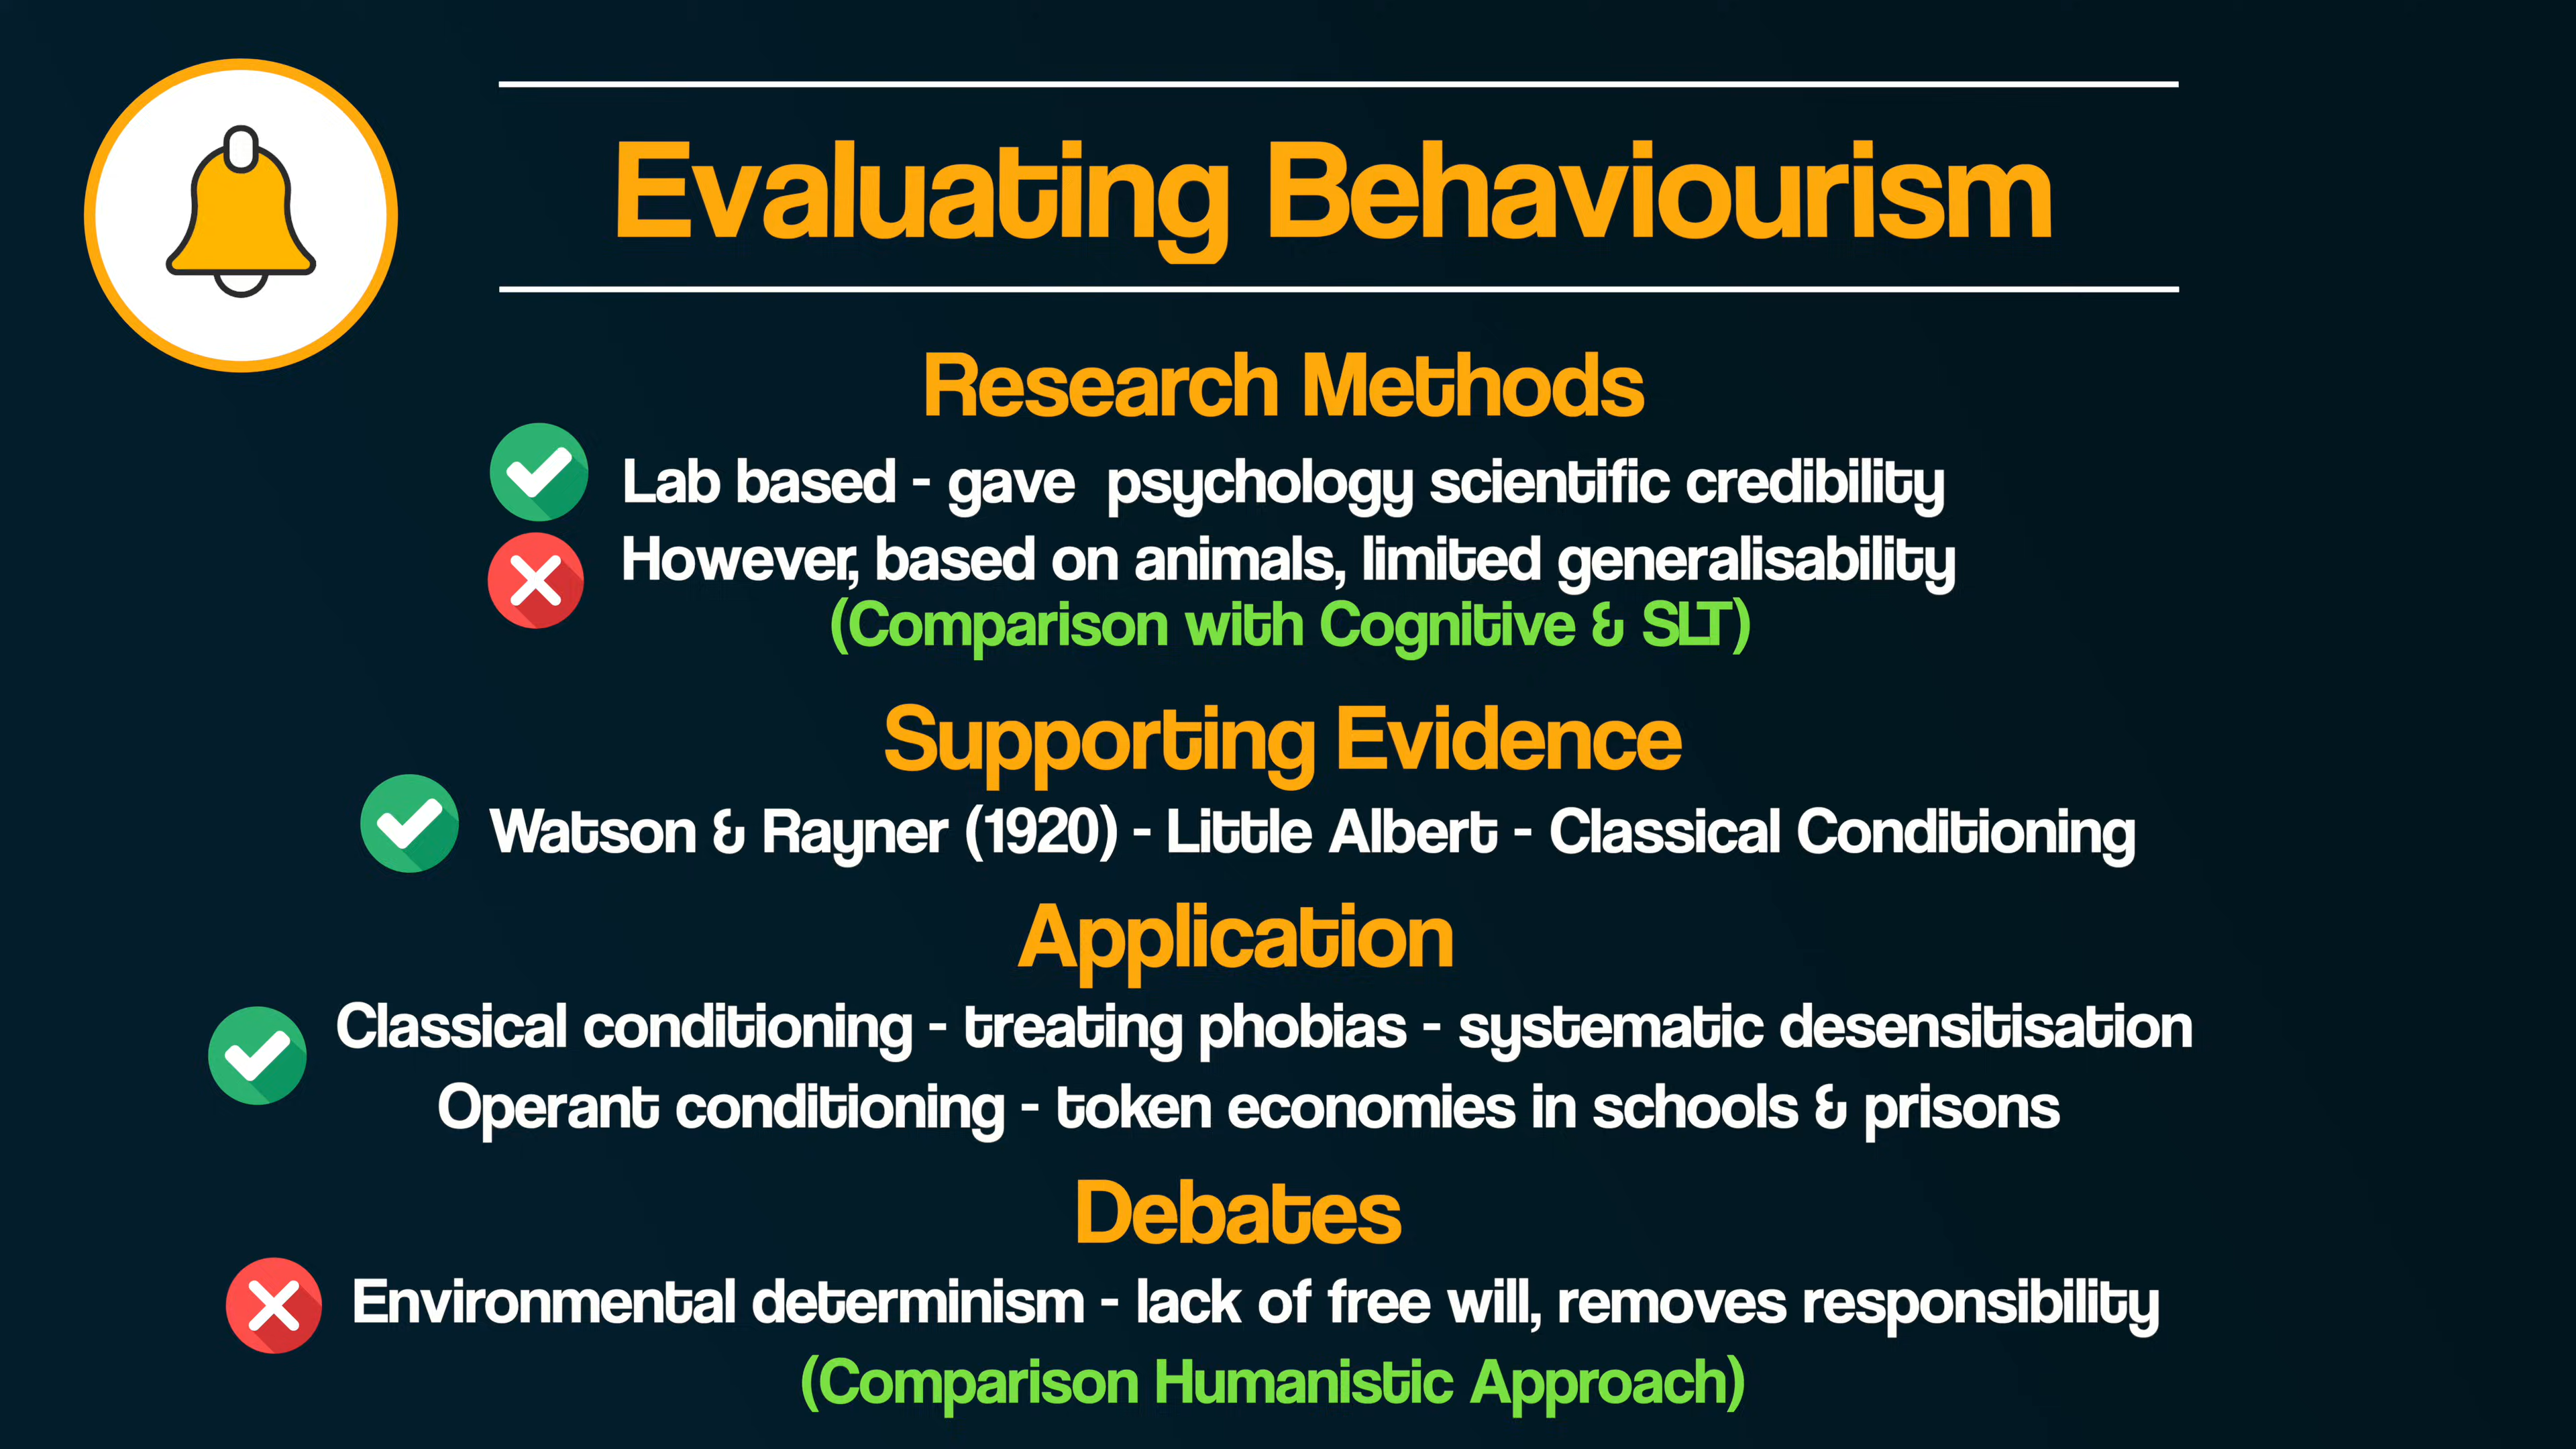 Evaluating Behaviourism
Research Methods
Lab based - gave psychology scientific credibility
However, based on animals, limited generalisability
(Comparison with Cognitive & SLT)
Supporting Evidence
Watson & Rayner (1920) - Little Albert - Classical Conditioning
Application
Classical conditioning - treating phobias - systematic desensitisation
Operant conditioning - token economies in schools & prisons
Debates
Environmental determinism - lack of free will, removes responsibility
(Comparison Humanistic Approach)